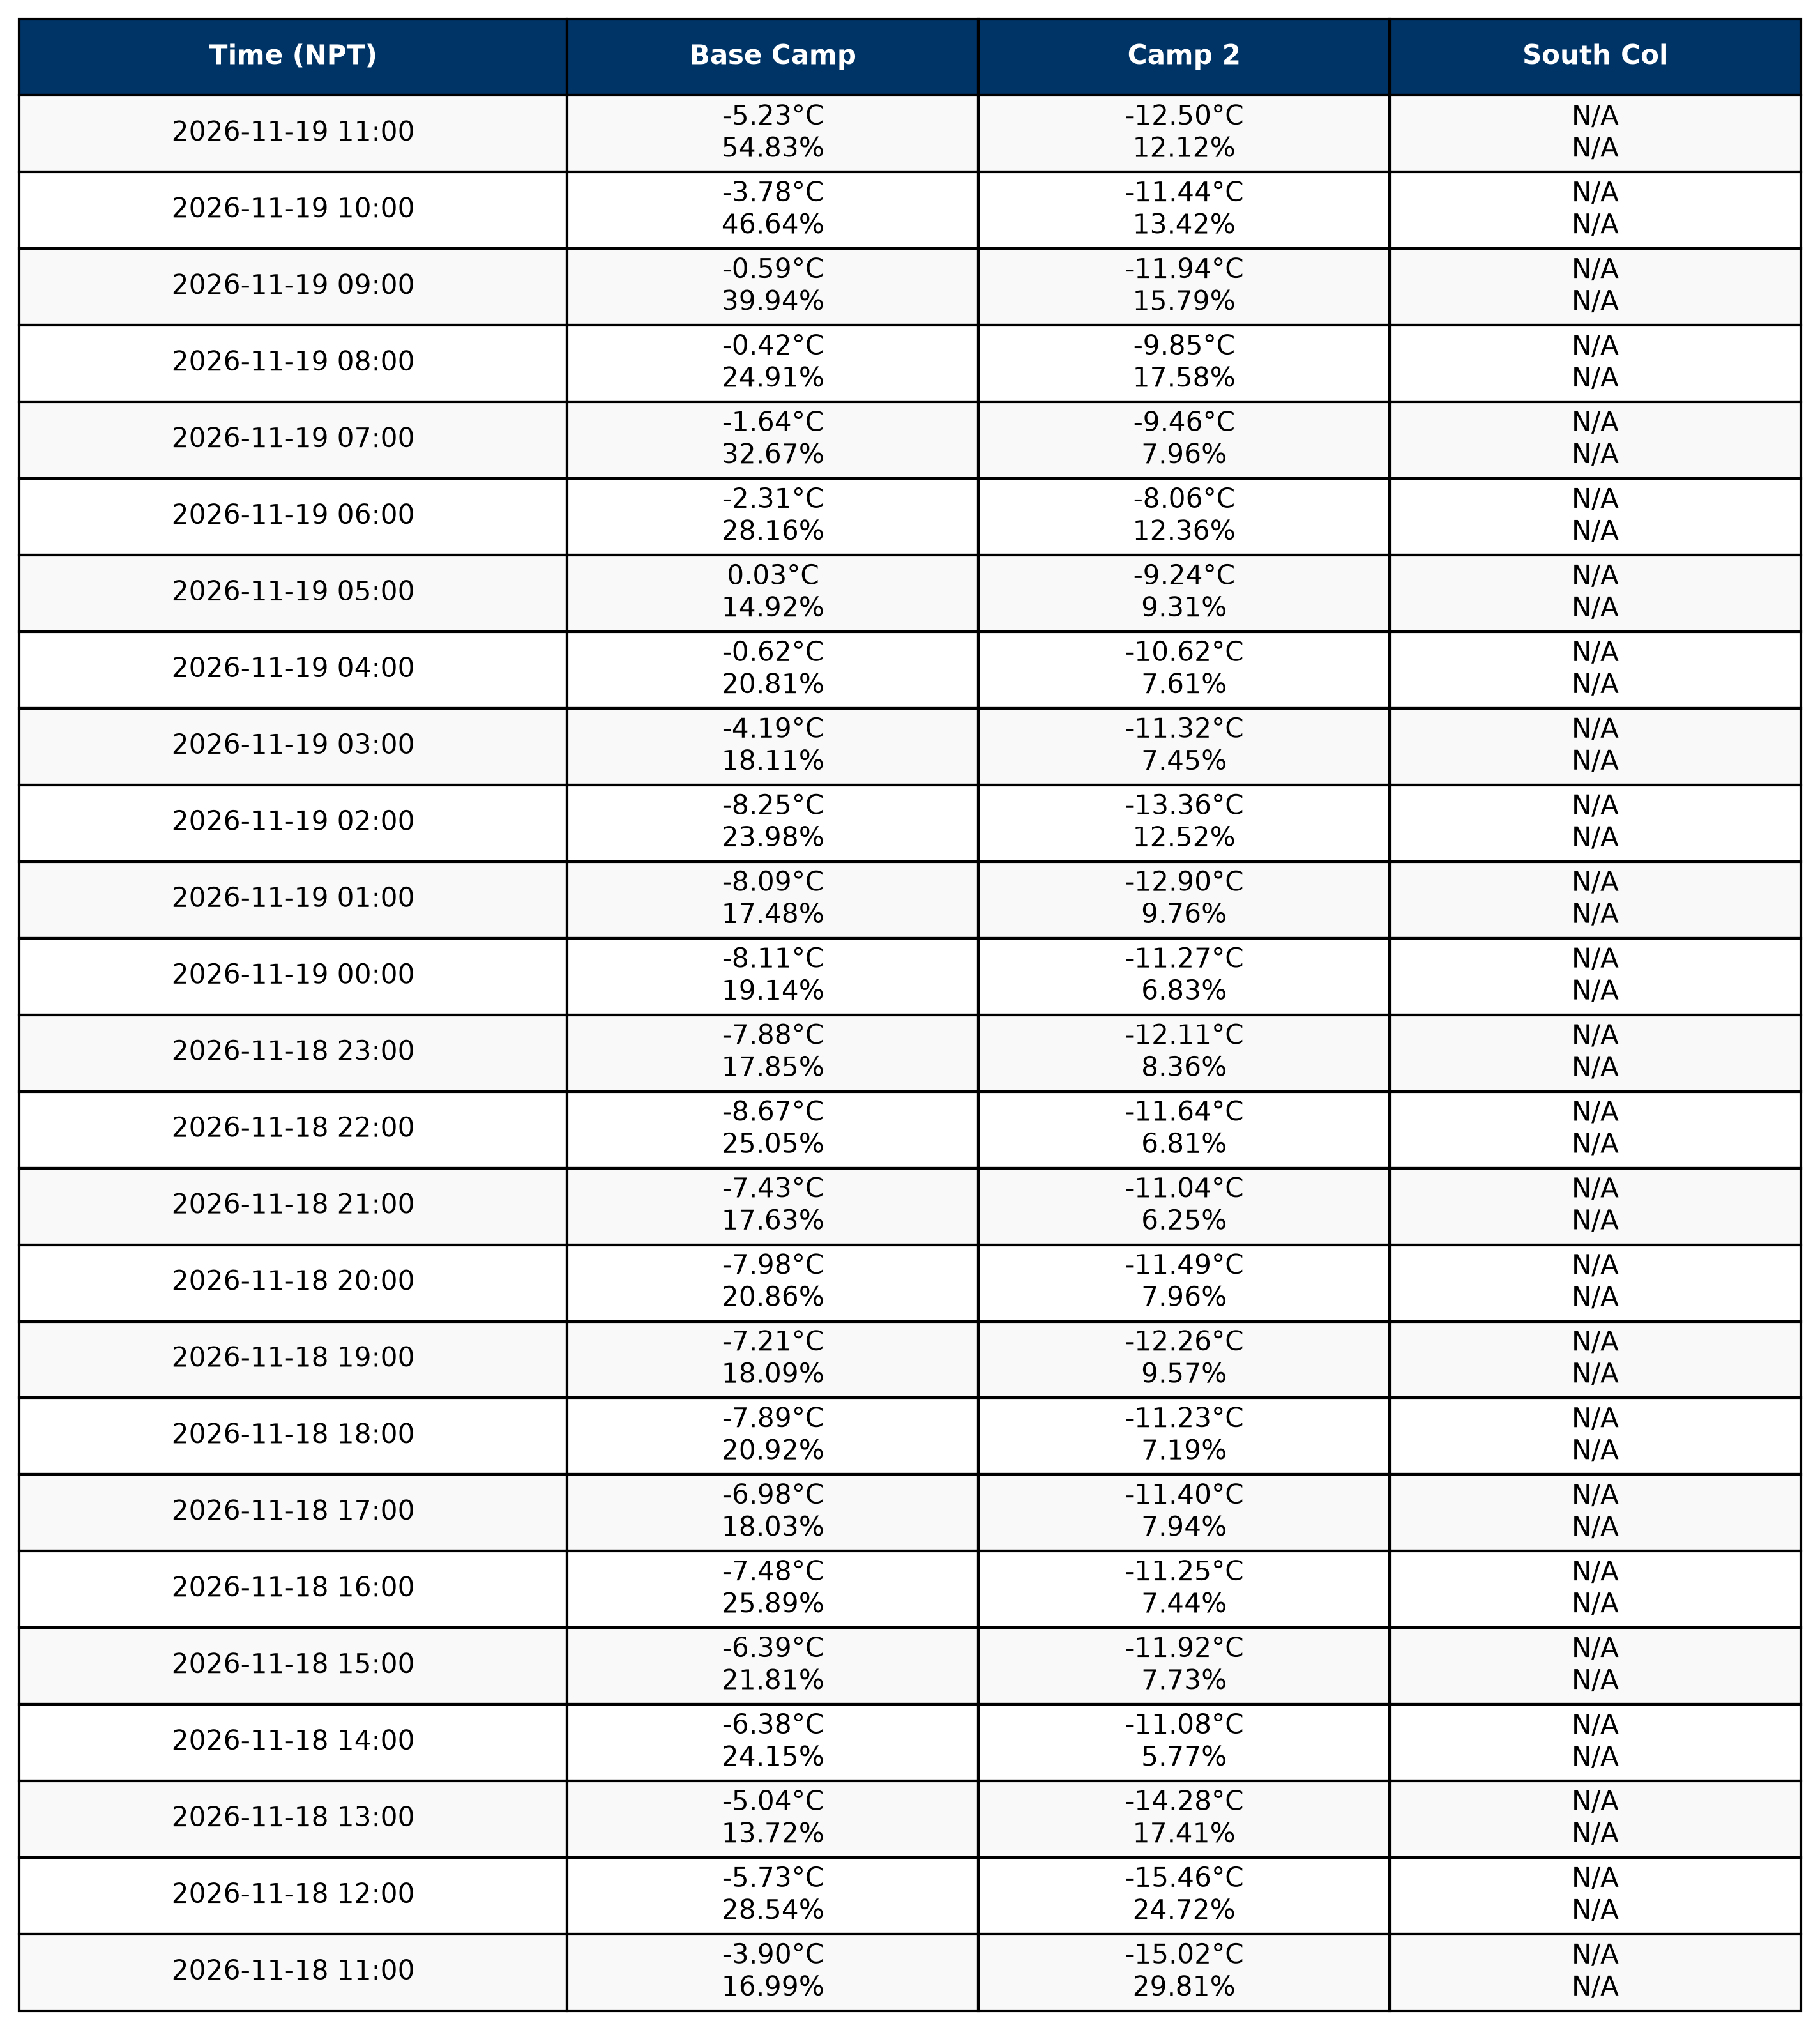 Time (NPT) Base Camp Camp 2 South Col
2026-11-19 11:00 -5.23°C -12.50°C N/A
54.83% 12.12% N/A
2026-11-19 10:00 -3.78°C -11.44°C N/A
46.64% 13.42% N/A
2026-11-19 09:00 -0.59°C -11.94°C N/A
39.94% 15.79% N/A
2026-11-19 08:00 -0.42°C -9.85°C N/A
24.91% 17.58% N/A
2026-11-19 07:00 -1.64°C -9.46°C N/A
32.67% 7.96% N/A
2026-11-19 06:00 -2.31°C -8.06°C N/A
28.16% 12.36% N/A
2026-11-19 05:00 0.03°C -9.24°C N/A
14.92% 9.31% N/A
2026-11-19 04:00 -0.62°C -10.62°C N/A
20.81% 7.61% N/A
2026-11-19 03:00 -4.19°C -11.32°C N/A
18.11% 7.45% N/A
2026-11-19 02:00 -8.25°C -13.36°C N/A
23.98% 12.52% N/A
2026-11-19 01:00 -8.09°C -12.90°C N/A
17.48% 9.76% N/A
2026-11-19 00:00 -8.11°C -11.27°C N/A
19.14% 6.83% N/A
2026-11-18 23:00 -7.88°C -12.11°C N/A
17.85% 8.36% N/A
2026-11-18 22:00 -8.67°C -11.64°C N/A
25.05% 6.81% N/A
2026-11-18 21:00 -7.43°C -11.04°C N/A
17.63% 6.25% N/A
2026-11-18 20:00 -7.98°C -11.49°C N/A
20.86% 7.96% N/A
2026-11-18 19:00 -7.21°C -12.26°C N/A
18.09% 9.57% N/A
2026-11-18 18:00 -7.89°C -11.23°C N/A
20.92% 7.19% N/A
2026-11-18 17:00 -6.98°C -11.40°C N/A
18.03% 7.94% N/A
2026-11-18 16:00 -7.48°C -11.25°C N/A
25.89% 7.44% N/A
2026-11-18 15:00 -6.39°C -11.92°C N/A
21.81% 7.73% N/A
2026-11-18 14:00 -6.38°C -11.08°C N/A
24.15% 5.77% N/A
2026-11-18 13:00 -5.04°C -14.28°C N/A
13.72% 17.41% N/A
2026-11-18 12:00 -5.73°C -15.46°C N/A
28.54% 24.72% N/A
2026-11-18 11:00 -3.90°C -15.02°C N/A
16.99% 29.81% N/A